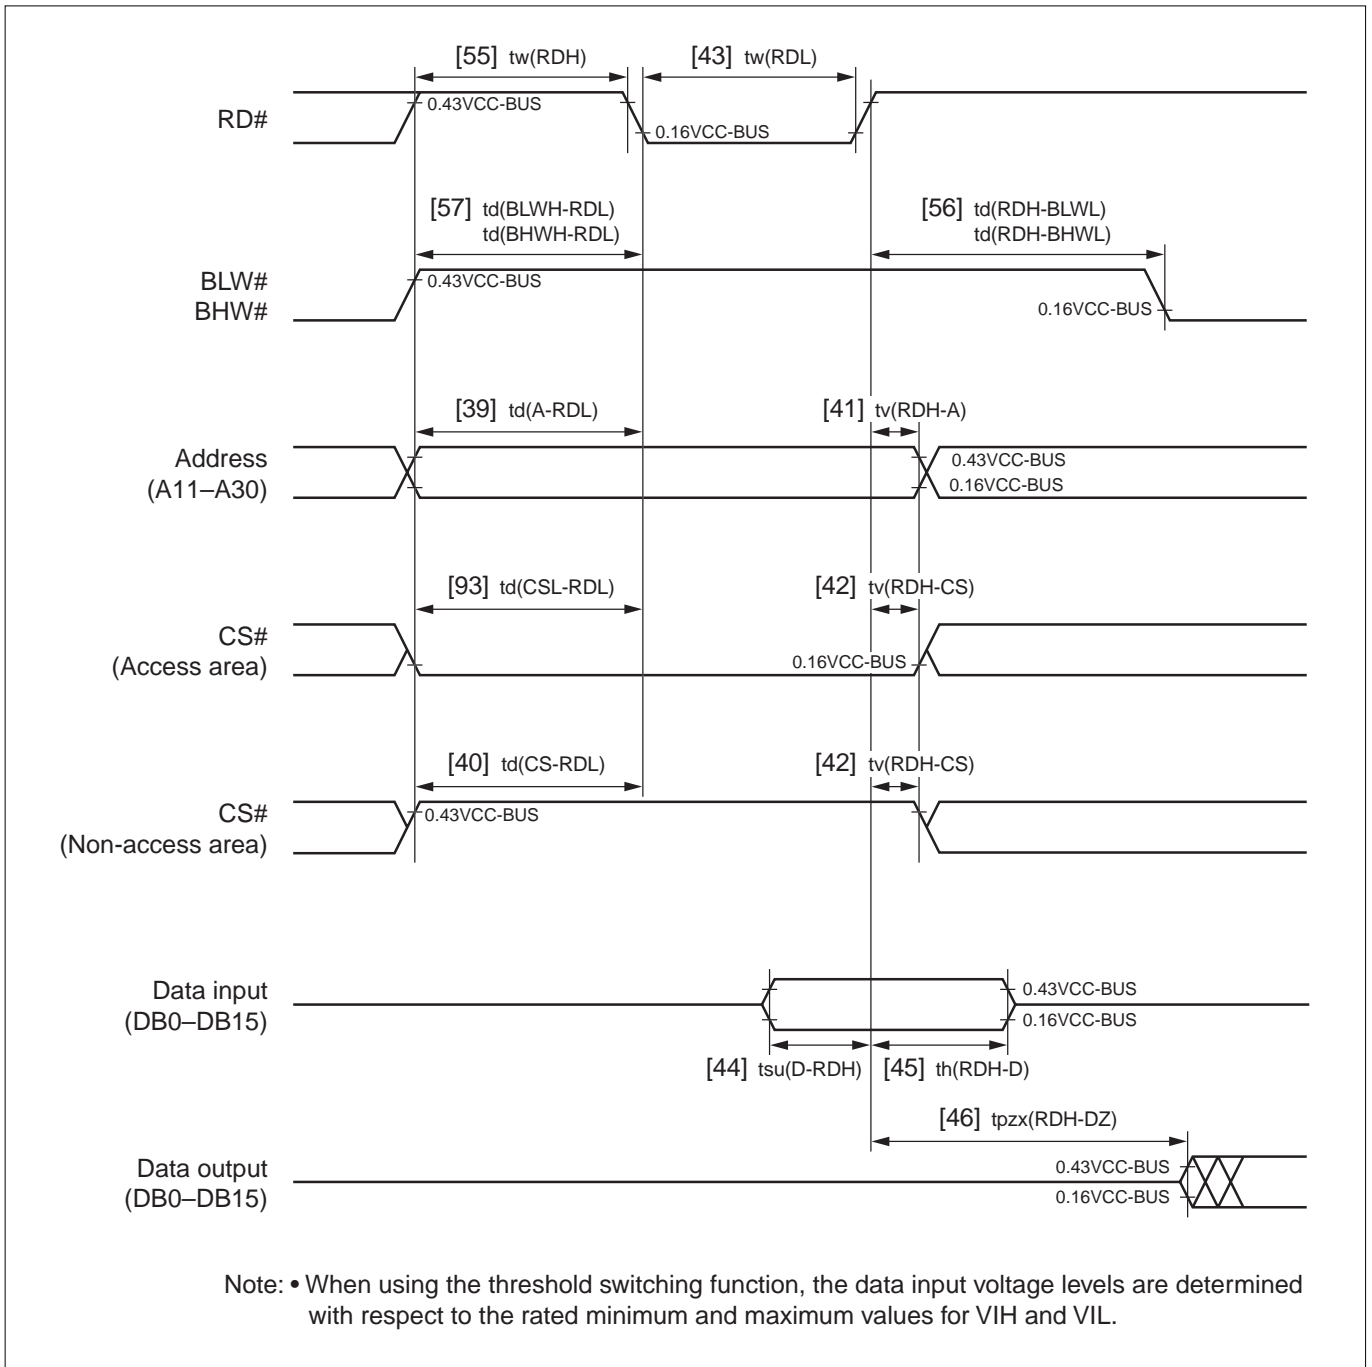 [55] tw(RDH)
[43] tw(RDL)
RD#
0.43VCC-BUS
0.16VCC-BUS
[57] td(BLWH-RDL)
td(BHWH-RDL)
[56] td(RDH-BLWL)
td(RDH-BHWL)
BLW#
BHW#
0.43VCC-BUS
0.16VCC-BUS
[39] td(A-RDL)
[41] tv(RDH-A)
Address
(A11–A30)
0.43VCC-BUS
0.16VCC-BUS
[93] td(CSL-RDL)
[42] tv(RDH-CS)
CS#
(Access area)
0.16VCC-BUS
[40] td(CS-RDL)
[42] tv(RDH-CS)
CS#
(Non-access area)
0.43VCC-BUS
Data input
(DB0–DB15)
0.43VCC-BUS
0.16VCC-BUS
[44] tsu(D-RDH)
[45] th(RDH-D)
[46] tpzx(RDH-DZ)
Data output
(DB0–DB15)
0.43VCC-BUS
0.16VCC-BUS
Note: • When using the threshold switching function, the data input voltage levels are determined
with respect to the rated minimum and maximum values for VIH and VIL.